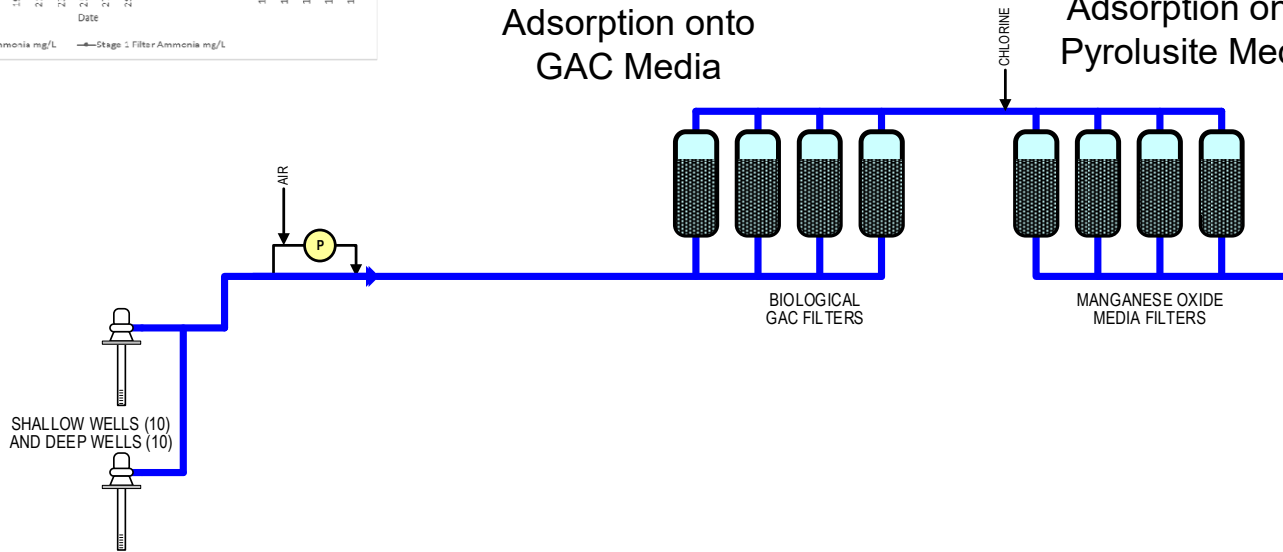 Date
Stage 1 Filter Ammonia mg/L
Adsorption onto
GAC Media
CHLORINE
Pyrolusite
AIR
P
BIOLOGICAL
GAC FILTERS
MANGANESE OXIDE
MEDIA FILTERS
SHALLOW WELLS (10)
AND DEEP WELLS (10)